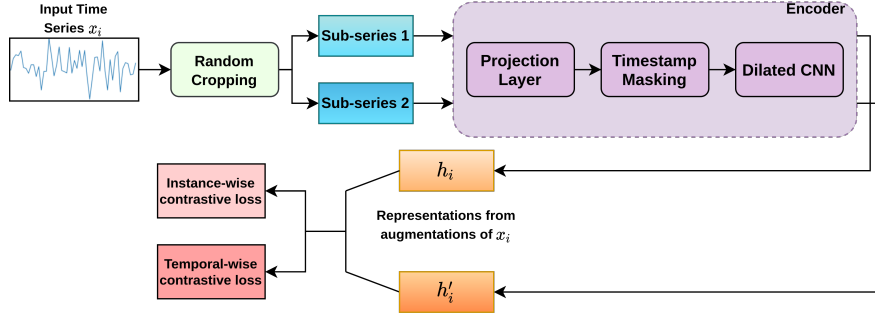 Input Time
Series $x_i$
Random
Cropping
Sub-series 1
Sub-series 2
Encoder
Projection
Layer
Timestamp
Masking
Dilated CNN
$h_i$
Instance-wise
contrastive loss
Representations from
augmentations of $x_i$
Temporal-wise
contrastive loss
$h_i'$